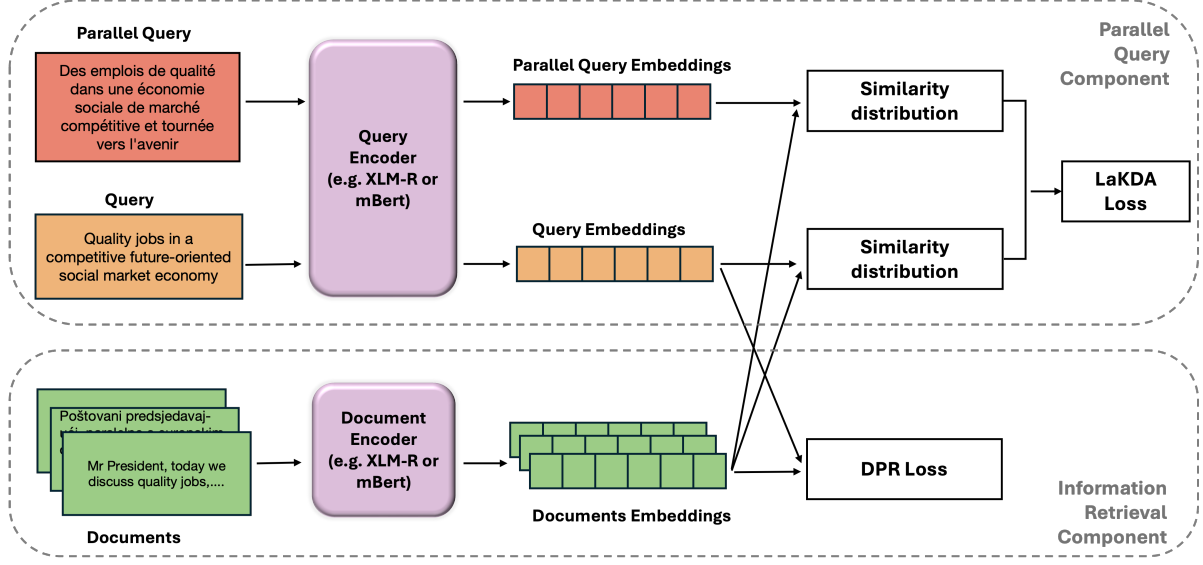 Parallel Query
Des emplois de qualité
dans une économie
sociale de marché
compétitive et tournée
vers l'avenir
Query
Quality jobs in a
competitive future-oriented
social market economy
Query
Encoder
(e.g. XLM-R or
mBert)
Parallel Query Embeddings
Query Embeddings
Similarity
distribution
Similarity
distribution
LaKDA
Loss
Parallel
Query
Component
Poštovani predsjedavaj-
Mr President, today we
discuss quality jobs,....
Documents
Document
Encoder
(e.g. XLM-R or
mBert)
Documents Embeddings
DPR Loss
Information
Retrieval
Component